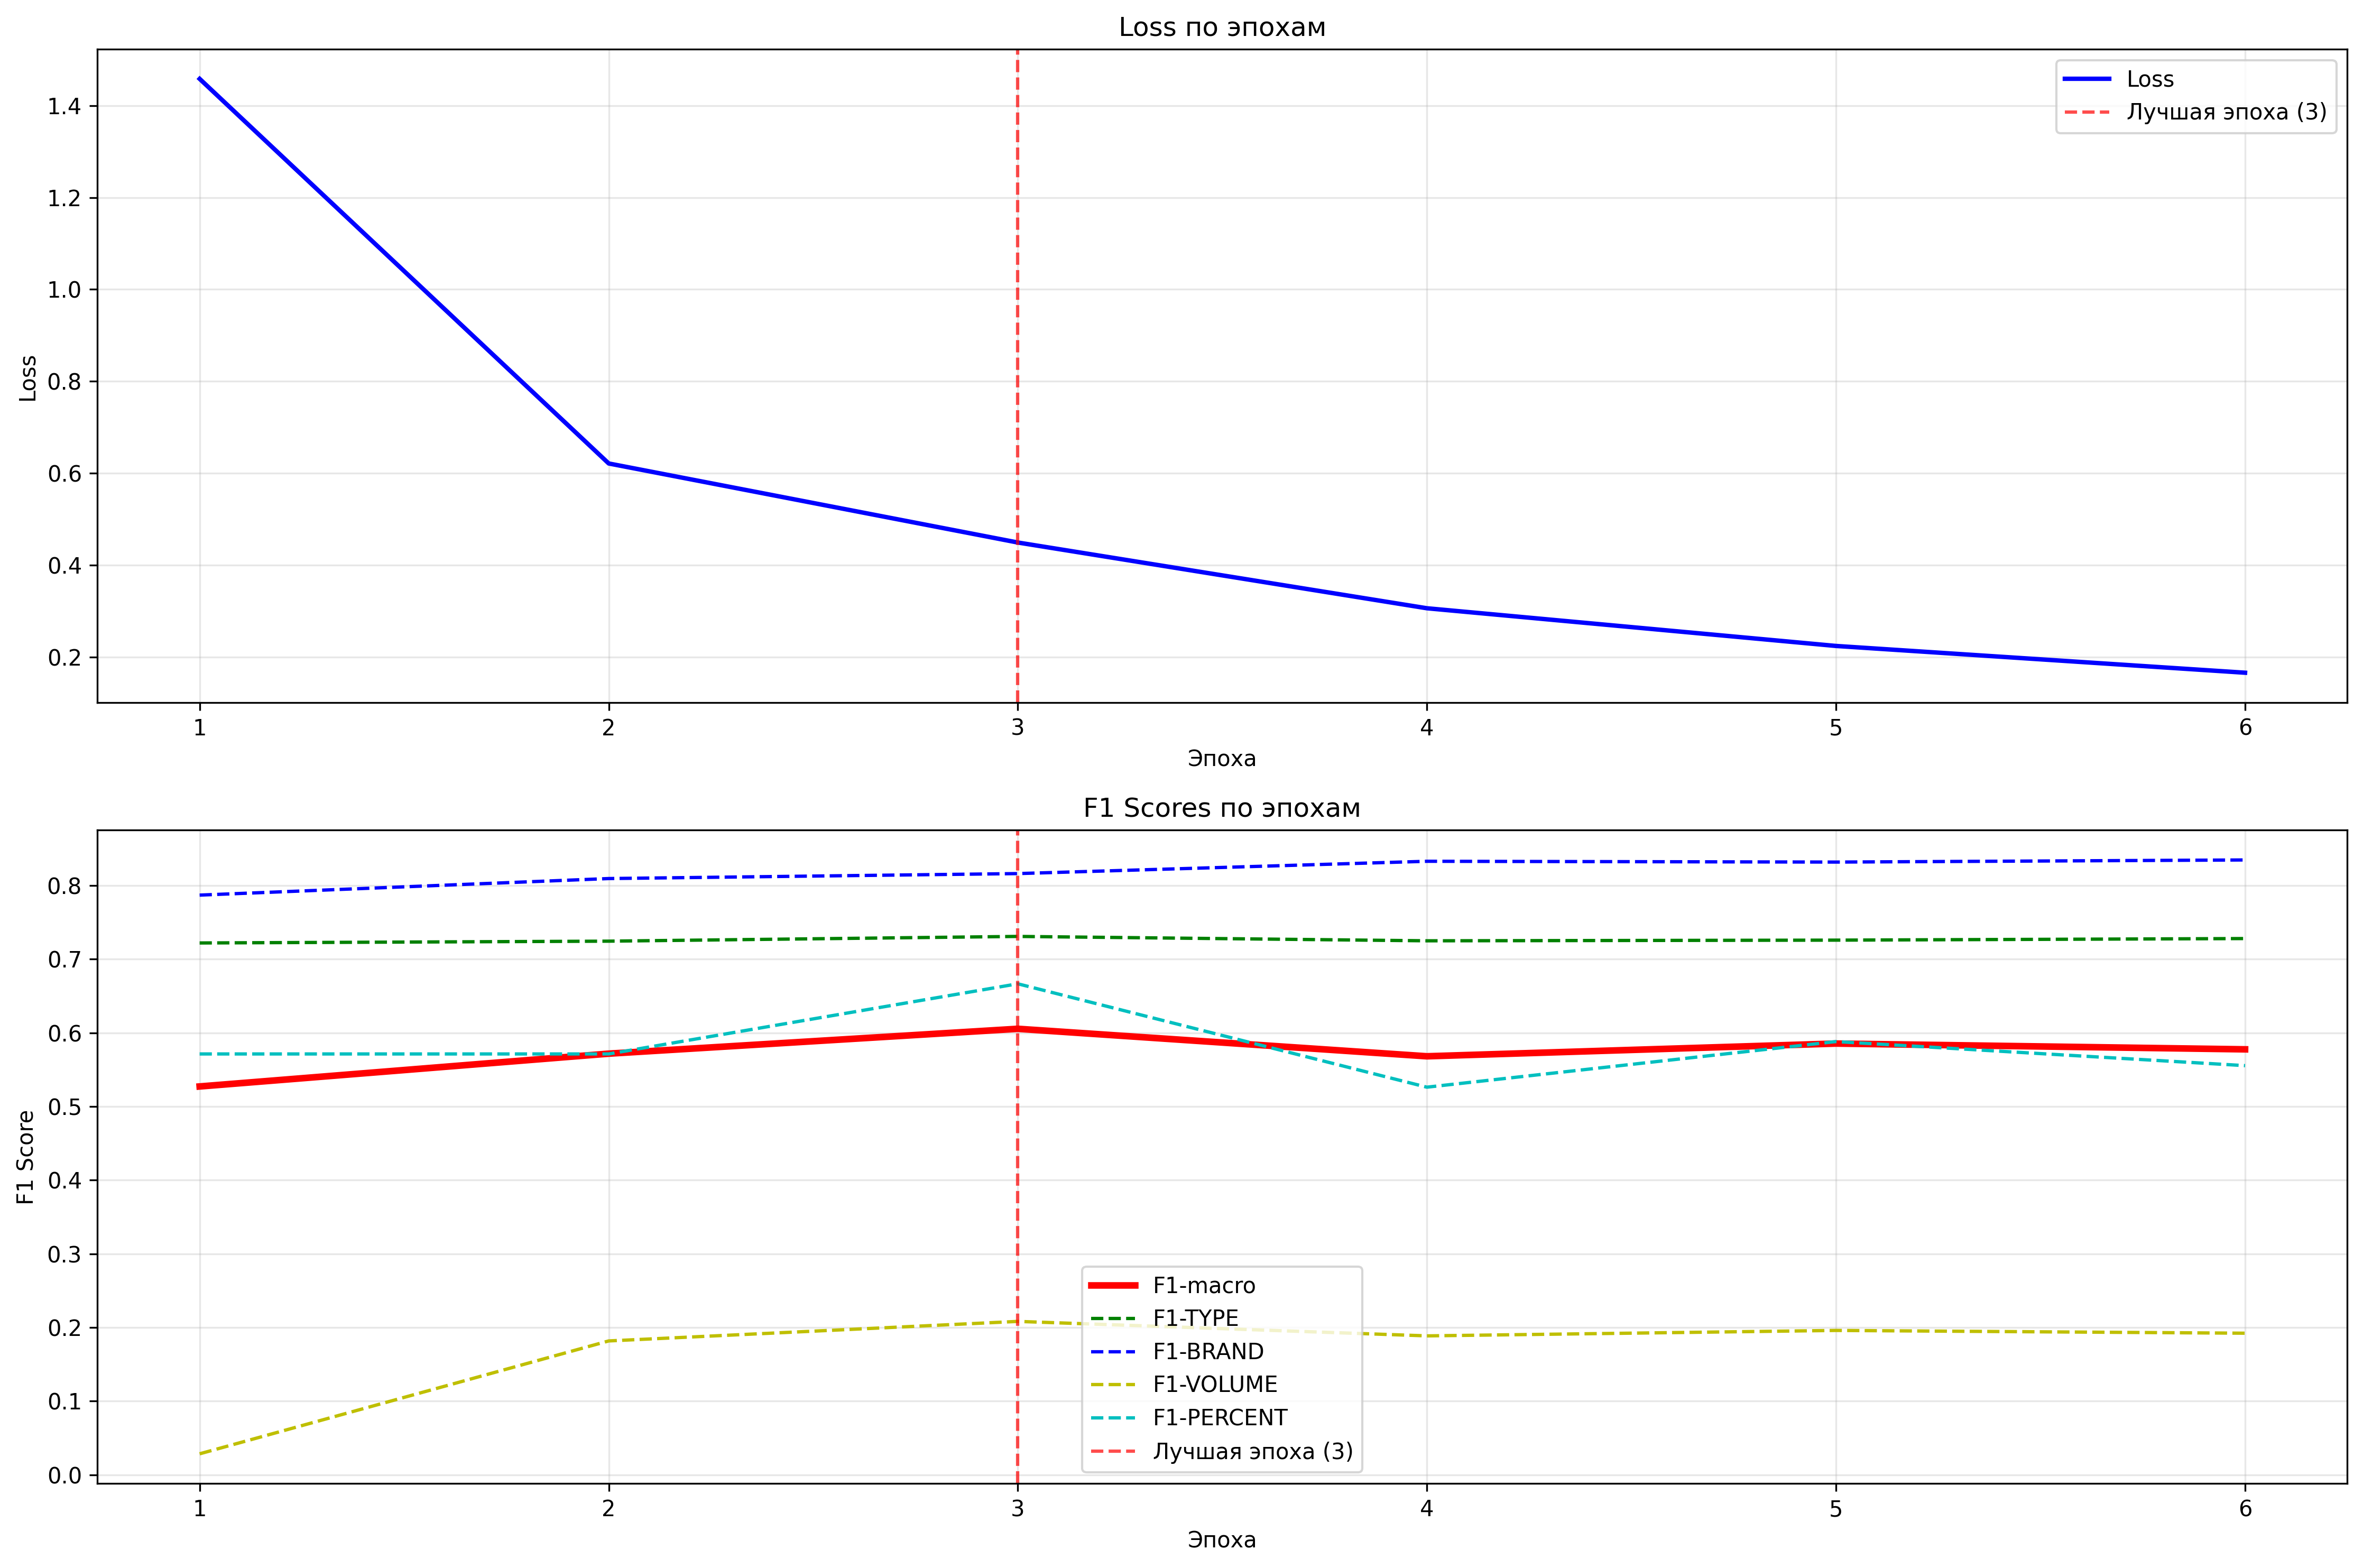 Loss по эпохам
Loss
Лучшая эпоха (3)
1.4
1.2
1.0
0.8
0.6
0.4
0.2
Loss
1 2 3 4 5 6
Эпоха
F1 Scores по эпохам
0.8
0.7
0.6
0.5
0.4
0.3
0.2
0.1
0.0
F1 Score
F1-macro
F1-TYPE
F1-BRAND
F1-VOLUME
F1-PERCENT
Лучшая эпоха (3)
1 2 3 4 5 6
Эпоха